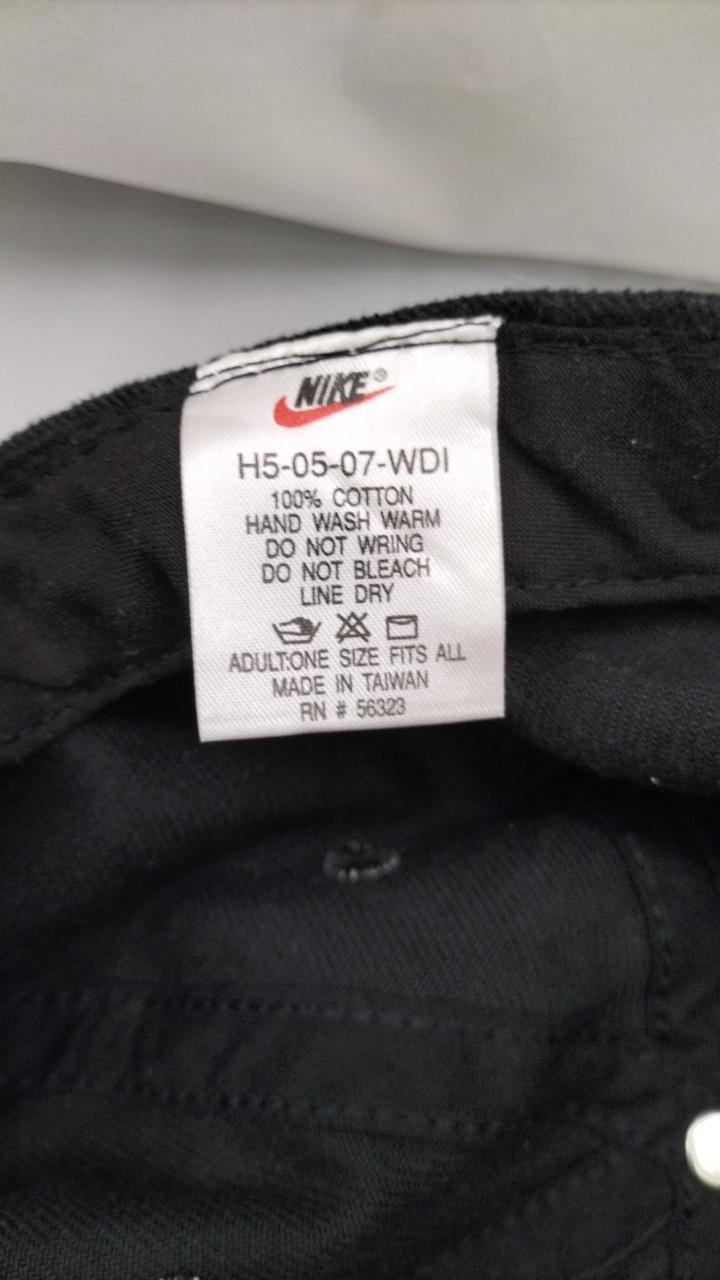 NIKE®
H5-05-07-WDI
100% COTTON
HAND WASH WARM
DO NOT WRING
DO NOT BLEACH
LINE DRY
ADULT:ONE SIZE FITS ALL
MADE IN TAIWAN
RN # 56323